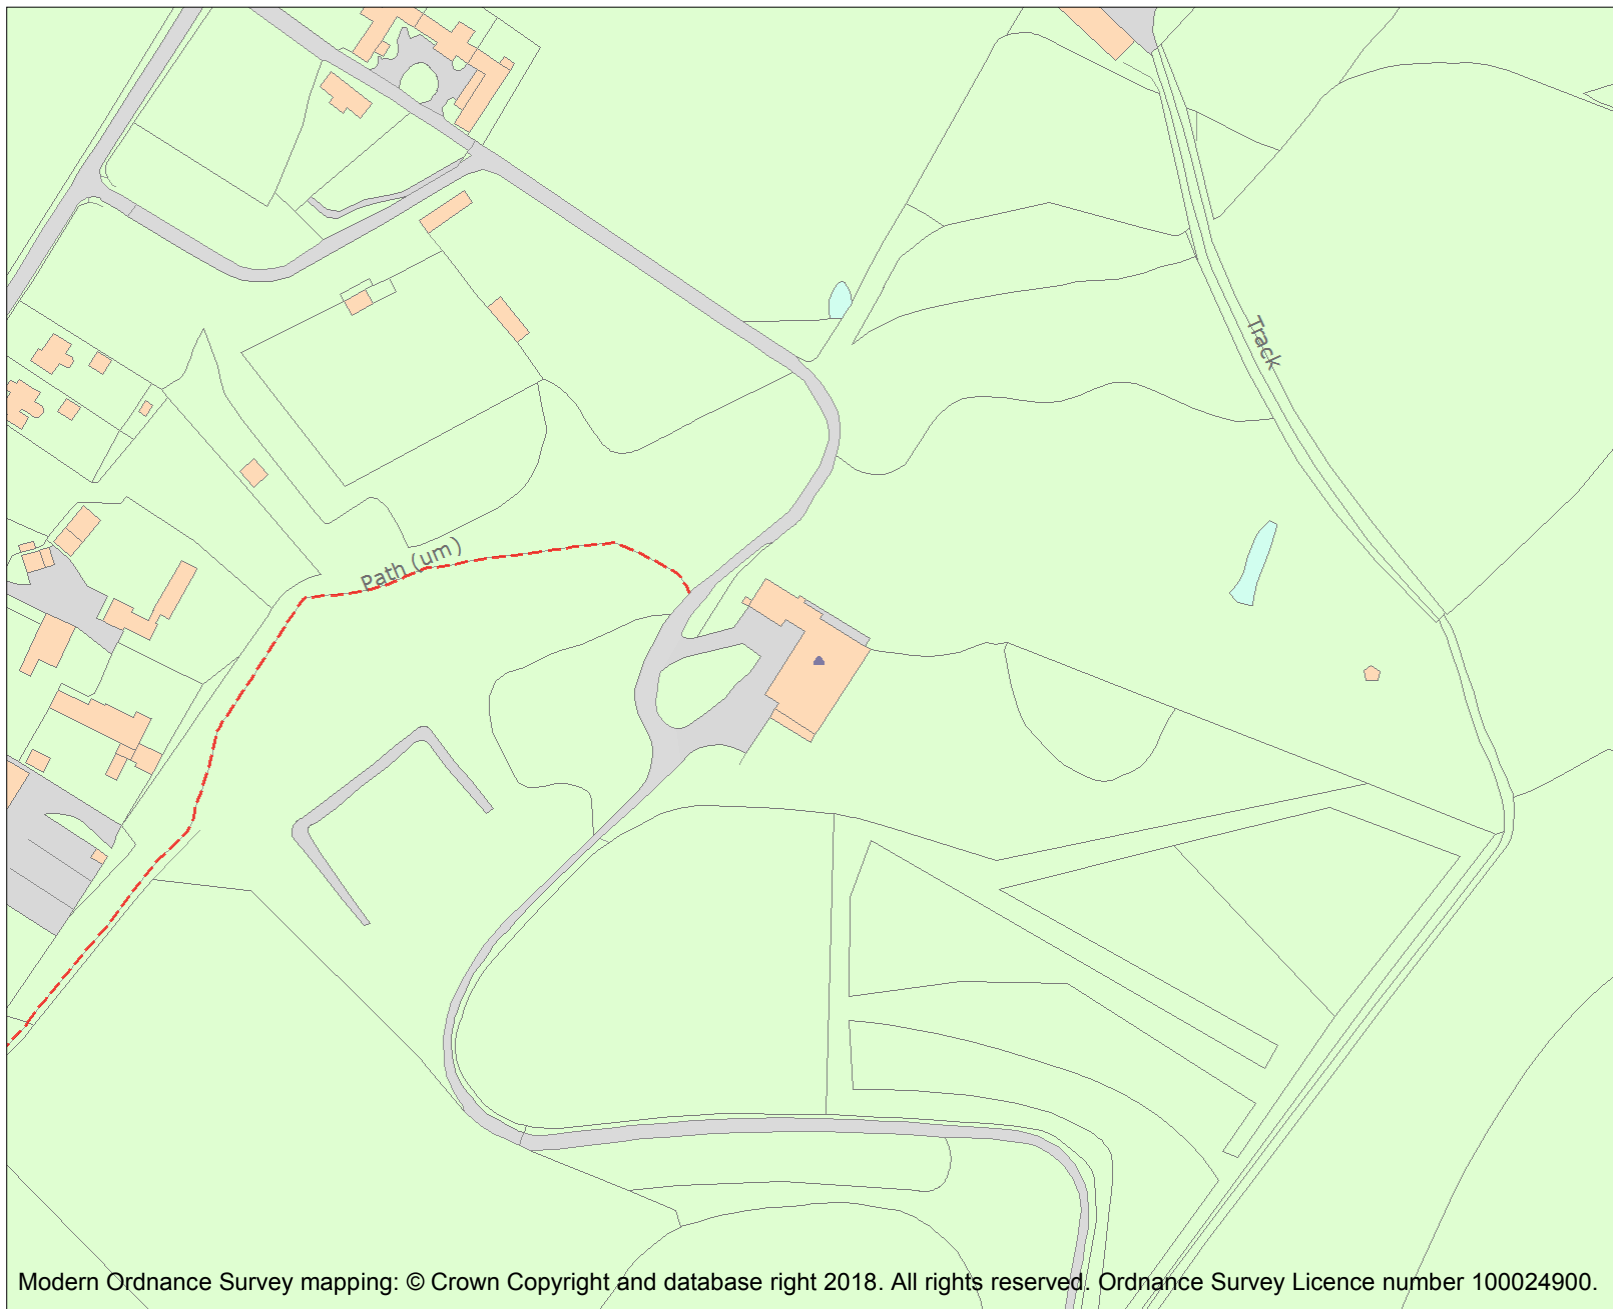 Track
Path (um)
Modern Ordnance Survey mapping: © Crown Copyright and database right 2018. All rights reserved. Ordnance Survey Licence number 100024900.